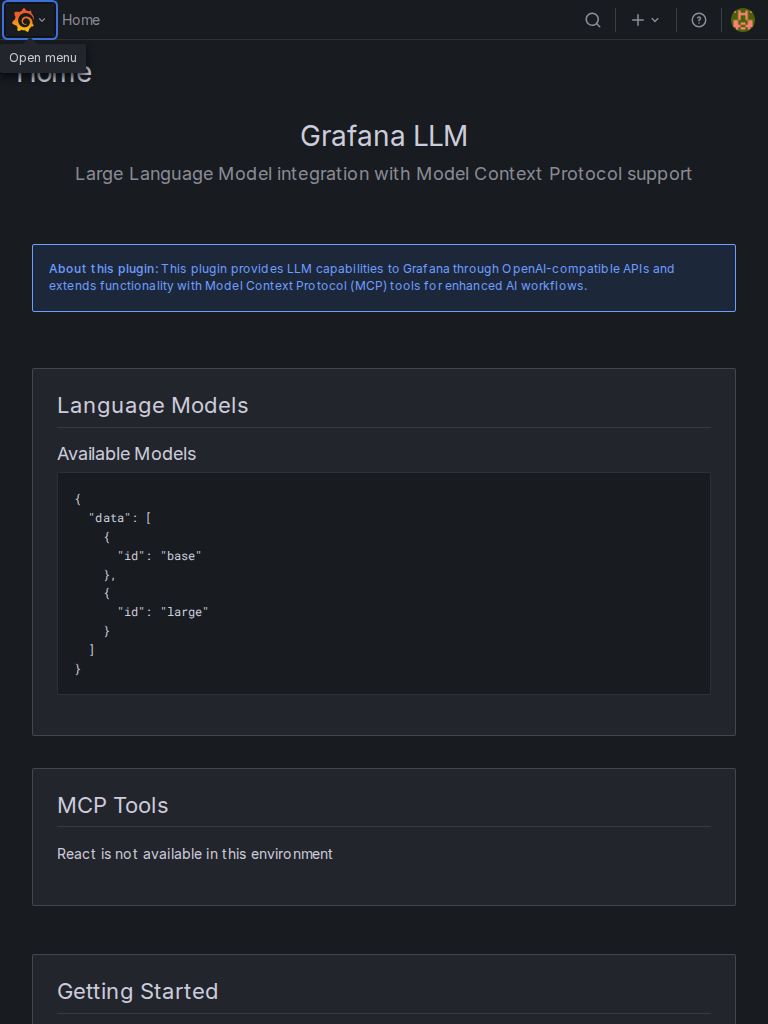 Home
Open menu
Home
Grafana LLM
Large Language Model integration with Model Context Protocol support
About this plugin: This plugin provides LLM capabilities to Grafana through OpenAI-compatible APIs and
extends functionality with Model Context Protocol (MCP) tools for enhanced AI workflows.
Language Models
Available Models
{
  "data": [
    {
      "id": "base"
    },
    {
      "id": "large"
    }
  ]
}
MCP Tools
React is not available in this environment
Getting Started